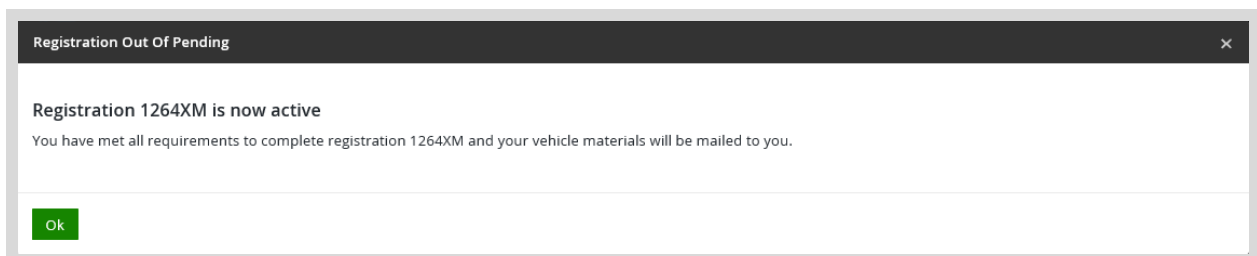 Registration Out Of Pending ×
Registration 1264XM is now active
You have met all requirements to complete registration 1264XM and your vehicle materials will be mailed to you.
Ok